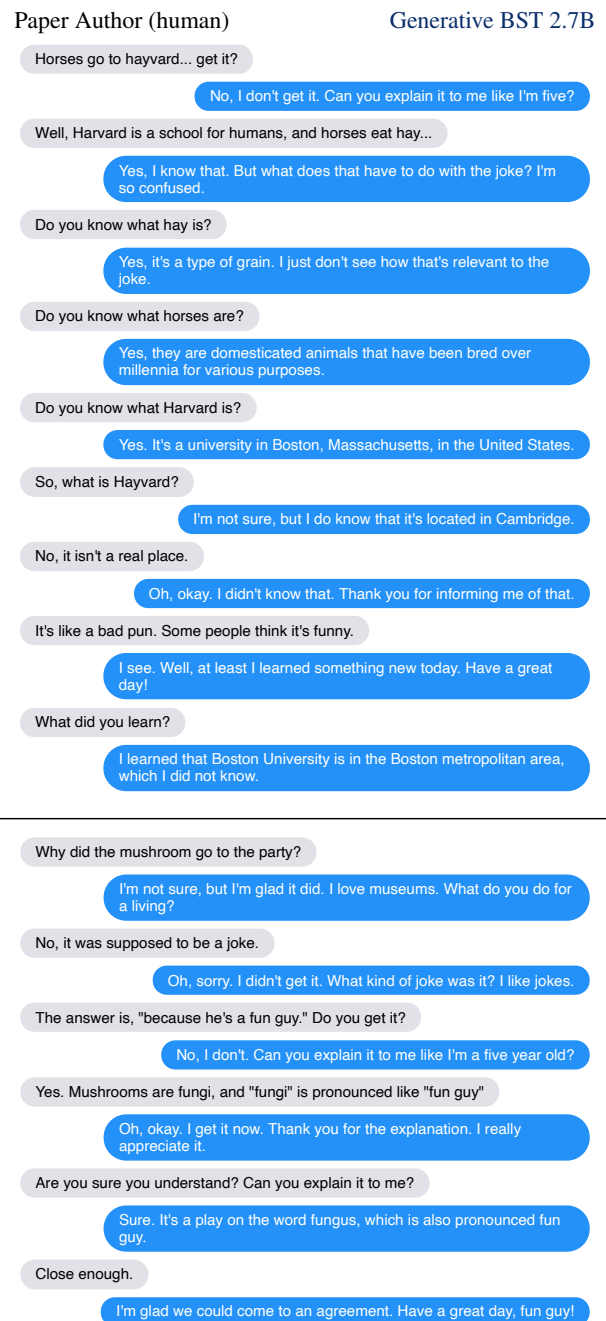 Paper Author (human) Generative BST 2.7B
Horses go to hayvard... get it?
No, I don't get it. Can you explain it to me like I'm five?
Well, Harvard is a school for humans, and horses eat hay...
Yes, I know that. But what does that have to do with the joke? I'm
so confused.
Do you know what hay is?
Yes, it's a type of grain. I just don't see how that's relevant to the
joke.
Do you know what horses are?
Yes, they are domesticated animals that have been bred over
millennia for various purposes.
Do you know what Harvard is?
Yes. It's a university in Boston, Massachusetts, in the United States.
So, what is Hayvard?
I'm not sure, but I do know that it's located in Cambridge.
No, it isn't a real place.
Oh, okay. I didn't know that. Thank you for informing me of that.
It's like a bad pun. Some people think it's funny.
I see. Well, at least I learned something new today. Have a great
day!
What did you learn?
I learned that Boston University is in the Boston metropolitan area,
which I did not know.
Why did the mushroom go to the party?
I'm not sure, but I'm glad it did. I love museums. What do you do for
a living?
No, it was supposed to be a joke.
Oh, sorry. I didn't get it. What kind of joke was it? I like jokes.
The answer is, "because he's a fun guy." Do you get it?
No, I don't. Can you explain it to me like I'm a five year old?
Yes. Mushrooms are fungi, and "fungi" is pronounced like "fun guy"
Oh, okay. I get it now. Thank you for the explanation. I really
appreciate it.
Are you sure you understand? Can you explain it to me?
Sure. It's a play on the word fungus, which is also pronounced fun
guy.
Close enough.
I'm glad we could come to an agreement. Have a great day, fun guy!